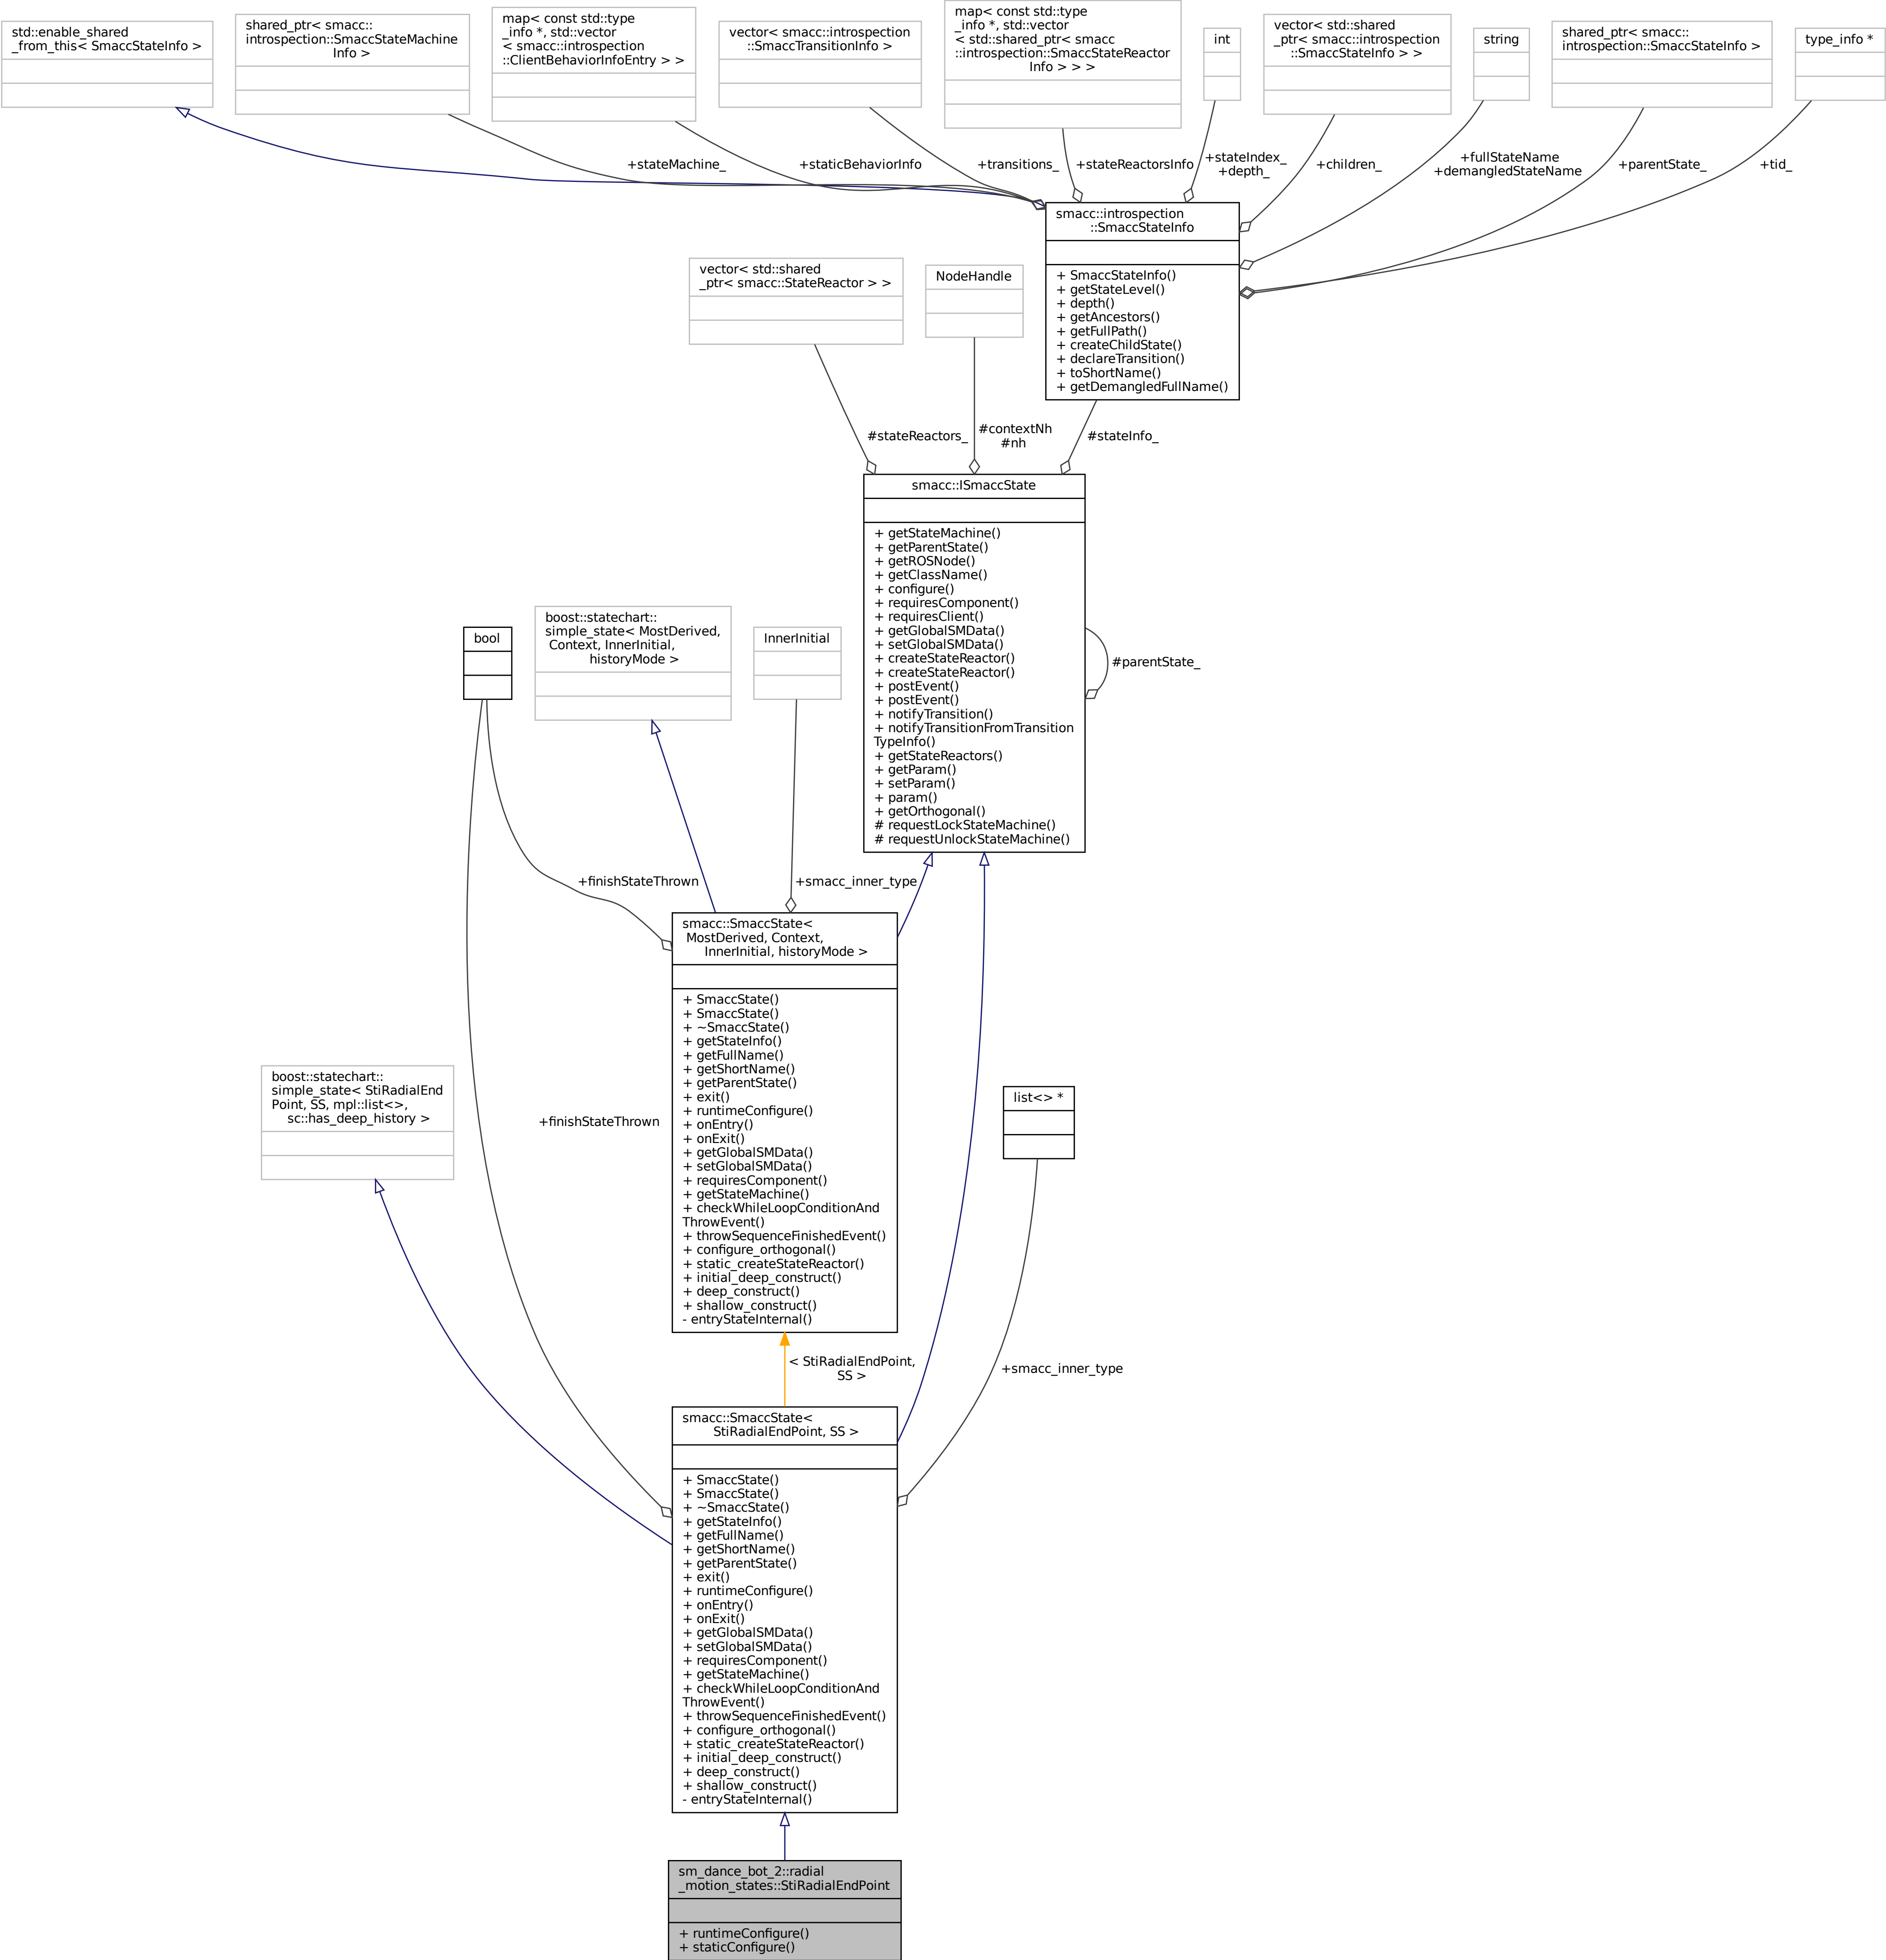 std::enable_shared
_from_this< SmaccStateInfo >
shared_ptr< smacc::
introspection::SmaccStateMachine
Info >
map< const std::type
_info *, std::vector
< smacc::introspection
::ClientBehaviorInfoEntry > >
vector< smacc::introspection
::SmaccTransitionInfo >
map< const std::type
_info *, std::vector
< std::shared_ptr< smacc
::introspection::SmaccStateReactor
Info > > >
int
vector< std::shared
_ptr< smacc::introspection
::SmaccStateInfo > >
string
shared_ptr< smacc::
introspection::SmaccStateInfo >
type_info *
+stateMachine_
+staticBehaviorInfo
+transitions_
+stateReactorsInfo
+stateIndex_
+depth_
+children_
+fullStateName
+demangledStateName
+parentState_
+tid_
smacc::introspection
::SmaccStateInfo
+ SmaccStateInfo()
+ getStateLevel()
+ depth()
+ getAncestors()
+ getFullPath()
+ createChildState()
+ declareTransition()
+ toShortName()
+ getDemangledFullName()
vector< std::shared
_ptr< smacc::StateReactor > >
NodeHandle
#stateReactors_
#contextNh
#nh
#stateInfo_
smacc::ISmaccState
+ getStateMachine()
+ getParentState()
+ getROSNode()
+ getClassName()
+ configure()
+ requiresComponent()
+ requiresClient()
+ getGlobalSMData()
+ setGlobalSMData()
+ createStateReactor()
+ createStateReactor()
+ postEvent()
+ postEvent()
+ notifyTransition()
+ notifyTransitionFromTransition
TypeInfo()
+ getStateReactors()
+ getParam()
+ setParam()
+ param()
+ getOrthogonal()
# requestLockStateMachine()
# requestUnlockStateMachine()
#parentState_
bool
boost::statechart::
simple_state< MostDerived,
Context, InnerInitial,
historyMode >
InnerInitial
+finishStateThrown
+smacc_inner_type
smacc::SmaccState<
MostDerived, Context,
InnerInitial, historyMode >
+ SmaccState()
+ SmaccState()
+ ~SmaccState()
+ getStateInfo()
+ getFullName()
+ getShortName()
+ getParentState()
+ exit()
+ runtimeConfigure()
+ onEntry()
+ onExit()
+ getGlobalSMData()
+ setGlobalSMData()
+ requiresComponent()
+ getStateMachine()
+ checkWhileLoopConditionAnd
ThrowEvent()
+ throwSequenceFinishedEvent()
+ configure_orthogonal()
+ static_createStateReactor()
+ initial_deep_construct()
+ deep_construct()
+ shallow_construct()
- entryStateInternal()
boost::statechart::
simple_state< StiRadialEnd
Point, SS, mpl::list<>,
sc::has_deep_history >
+finishStateThrown
list<> *
< StiRadialEndPoint,
SS >
+smacc_inner_type
smacc::SmaccState<
StiRadialEndPoint, SS >
+ SmaccState()
+ SmaccState()
+ ~SmaccState()
+ getStateInfo()
+ getFullName()
+ getShortName()
+ getParentState()
+ exit()
+ runtimeConfigure()
+ onEntry()
+ onExit()
+ getGlobalSMData()
+ setGlobalSMData()
+ requiresComponent()
+ getStateMachine()
+ checkWhileLoopConditionAnd
ThrowEvent()
+ throwSequenceFinishedEvent()
+ configure_orthogonal()
+ static_createStateReactor()
+ initial_deep_construct()
+ deep_construct()
+ shallow_construct()
- entryStateInternal()
sm_dance_bot_2::radial
_motion_states::StiRadialEndPoint
+ runtimeConfigure()
+ staticConfigure()